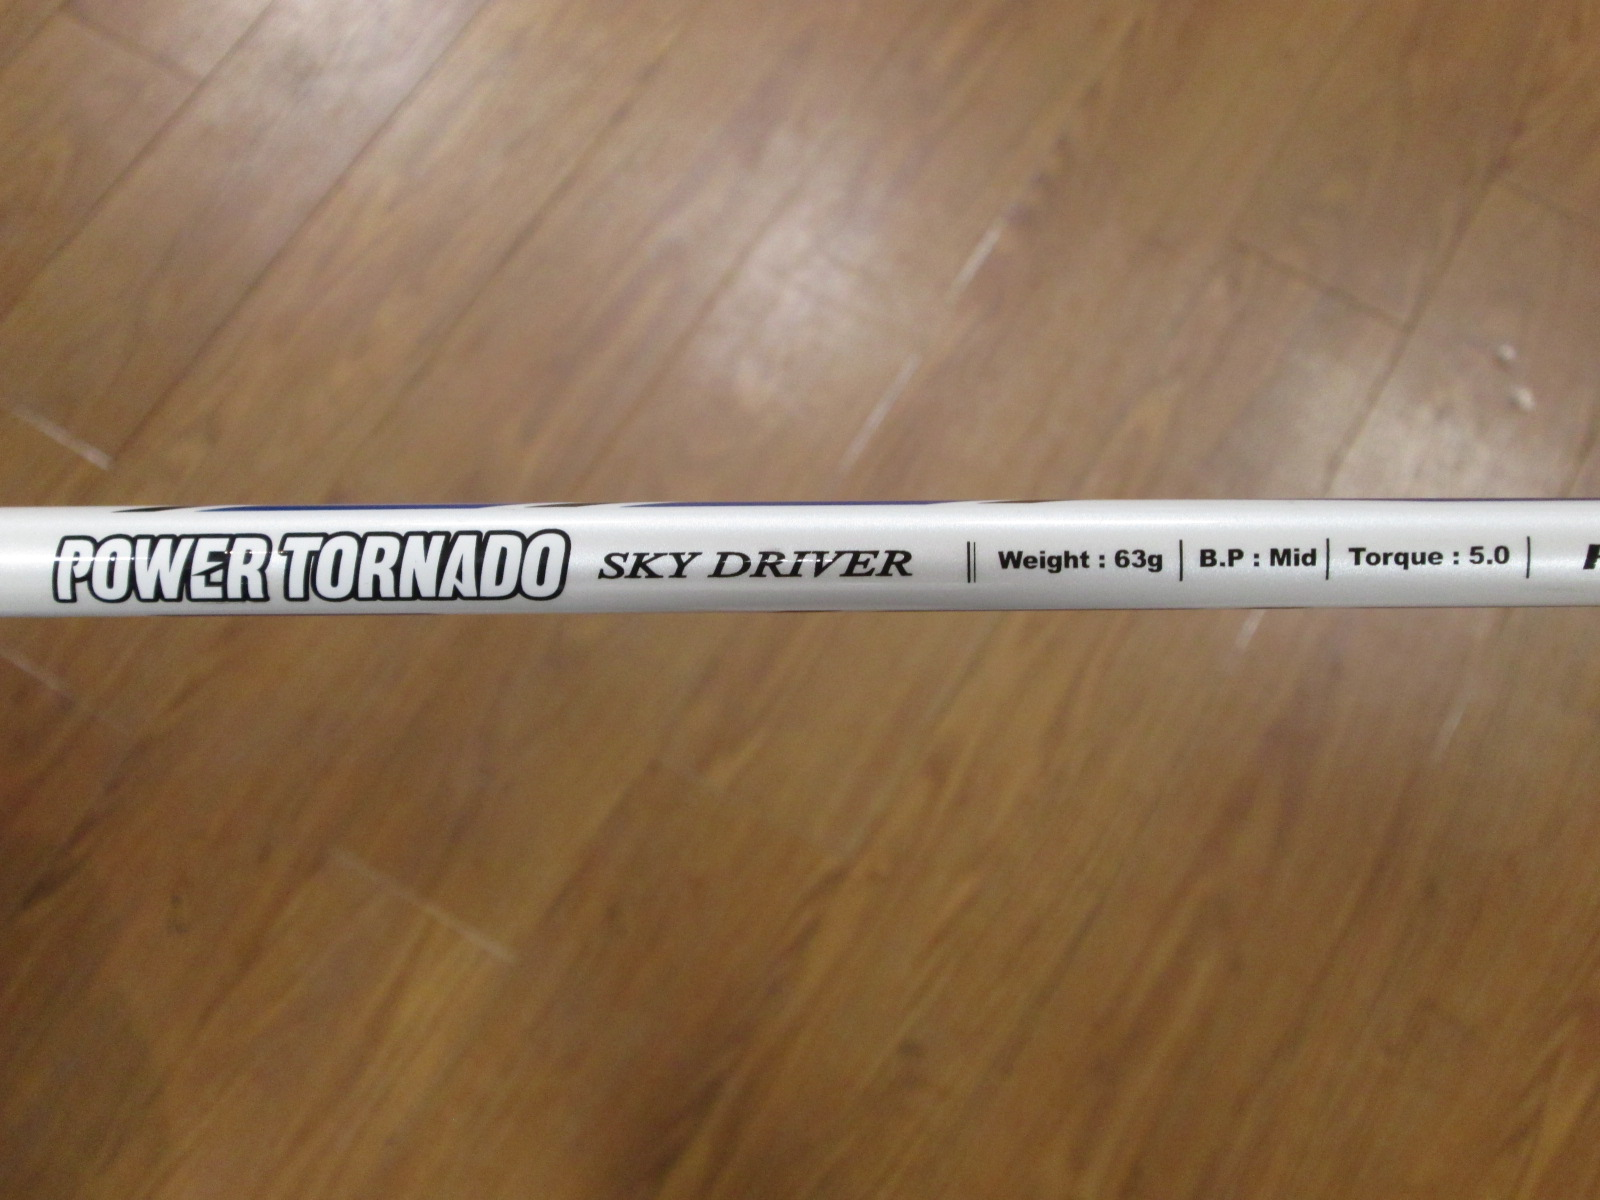 POWER TORNADO SKY DRIVER || Weight : 63g | B.P : Mid | Torque : 5.0 |